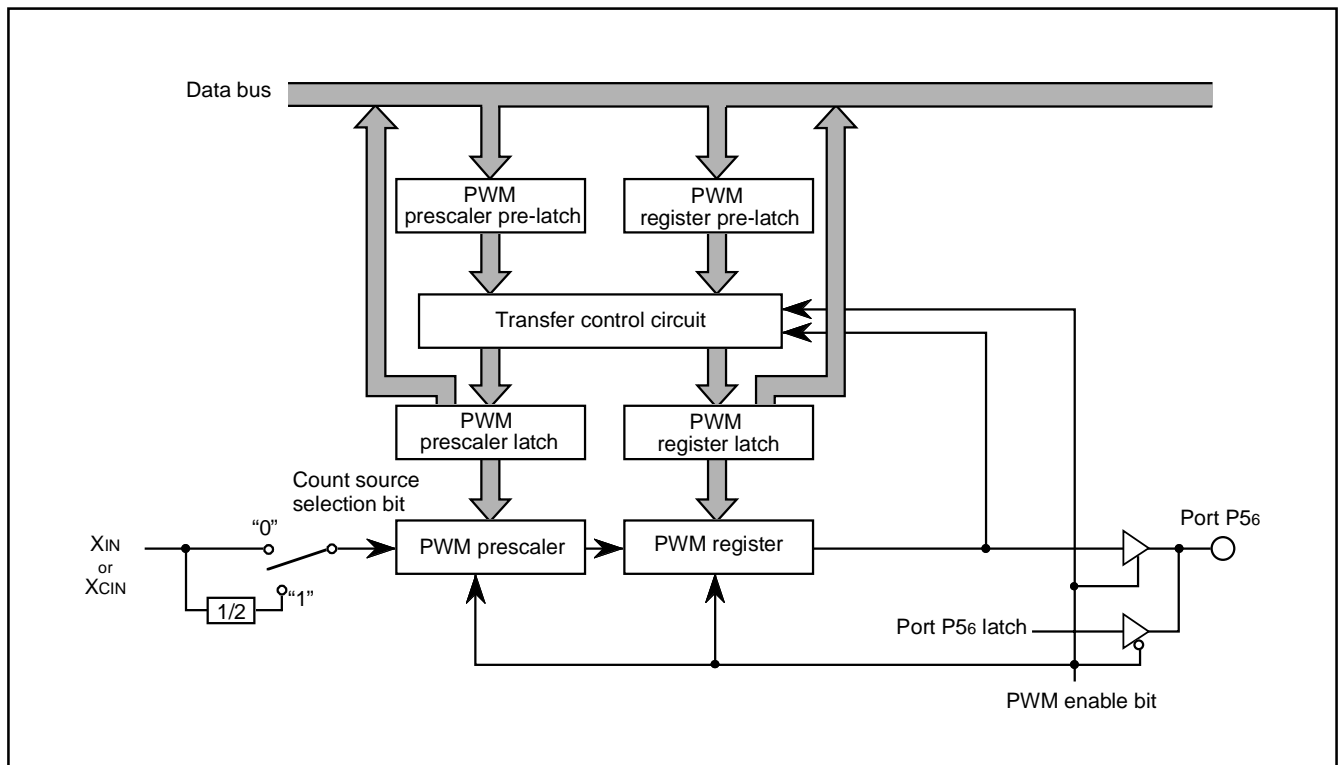 Data bus
PWM
prescaler pre-latch
PWM
register pre-latch
Transfer control circuit
PWM
prescaler latch
PWM
register latch
Count source
selection bit
“0”
XIN
or
XCIN
“1”
1/2
PWM prescaler
PWM register
Port P56
Port P56 latch
PWM enable bit